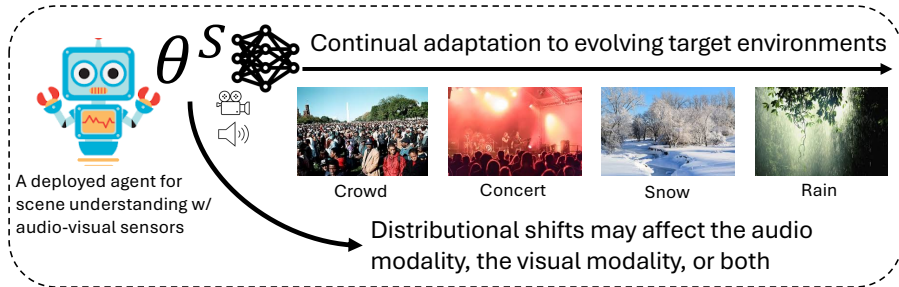 θ^S
Continual adaptation to evolving target environments
Crowd
Concert
Snow
Rain
A deployed agent for
scene understanding w/
audio-visual sensors
Distributional shifts may affect the audio
modality, the visual modality, or both